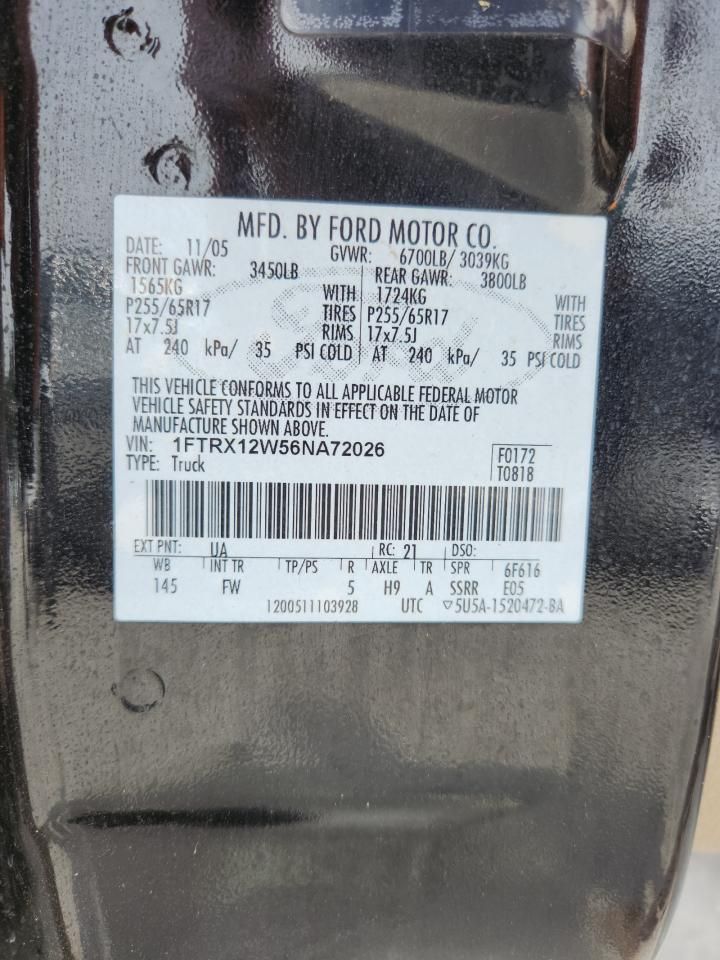 MFD. BY FORD MOTOR CO.
DATE: 11/05 GVWR: 6700LB/ 3039KG
FRONT GAWR: 3450LB REAR GAWR: 3800LB
1565KG WITH 1724KG WITH
P255/65R17 TIRES P255/65R17 TIRES
17x7.5J RIMS 17x7.5J RIMS
AT 240 kPa/ 35 PSI COLD AT 240 kPa/ 35 PSI COLD
THIS VEHICLE CONFORMS TO ALL APPLICABLE FEDERAL MOTOR
VEHICLE SAFETY STANDARDS IN EFFECT ON THE DATE OF
MANUFACTURE SHOWN ABOVE.
VIN: 1FTRX12W56NA72026 F0172
TYPE: Truck T0818
EXT PNT: UA RC: 21 DSO:
WB INT TR TP/PS R AXLE TR SPR 6F616
145 FW 5 H9 A SSRR E05
1200511103928 UTC ▽5U5A-1520472-BA